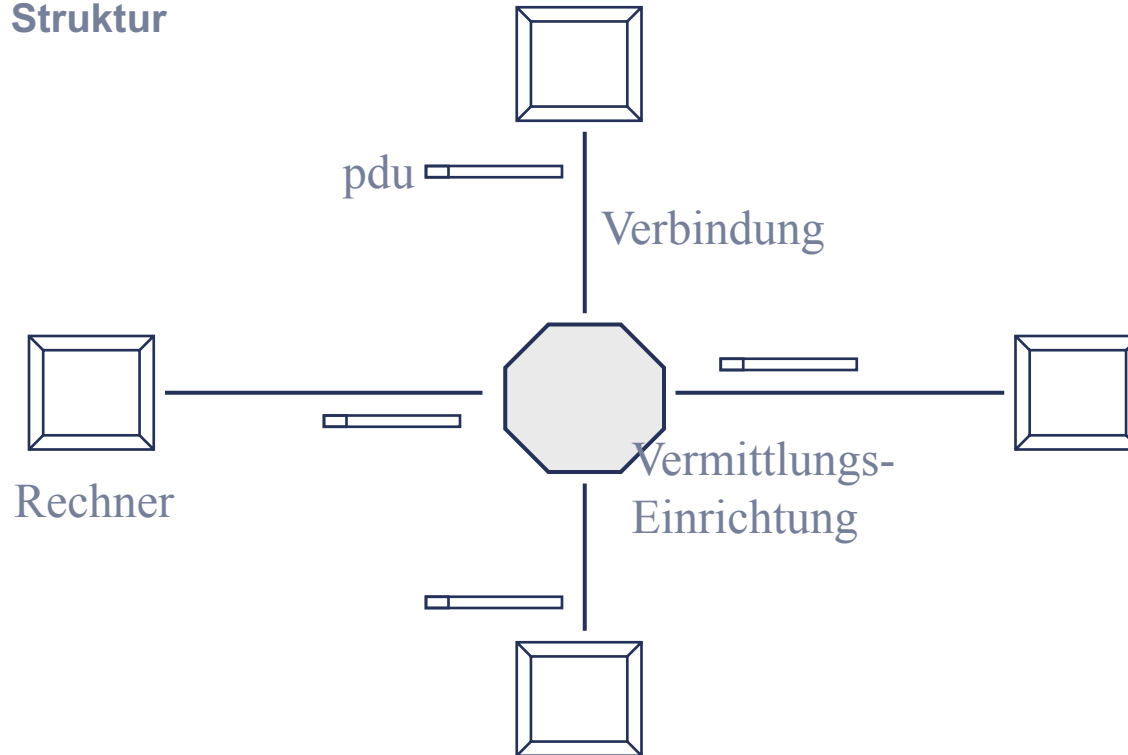 Struktur
pdu
Verbindung
Vermittlungs-
Einrichtung
Rechner